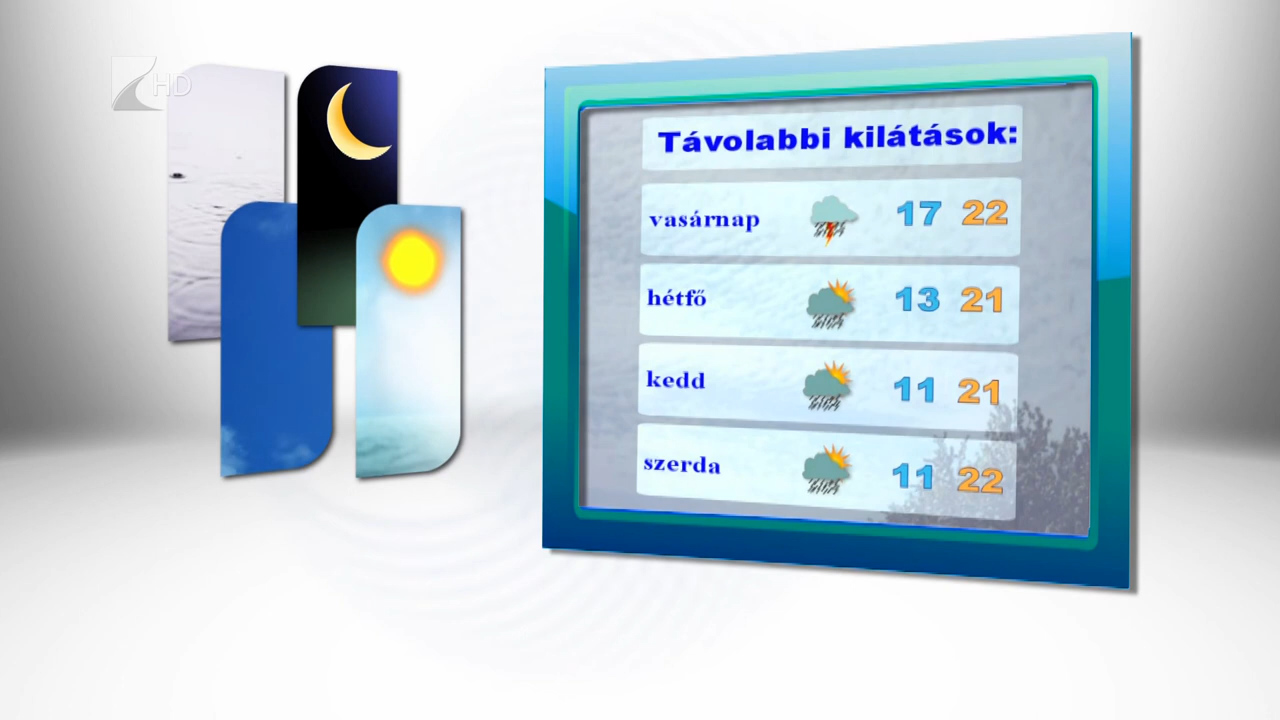 HD
Távolabbi kilátások:
vasárnap 17 22
hétfő 13 21
kedd 11 21
szerda 11 22